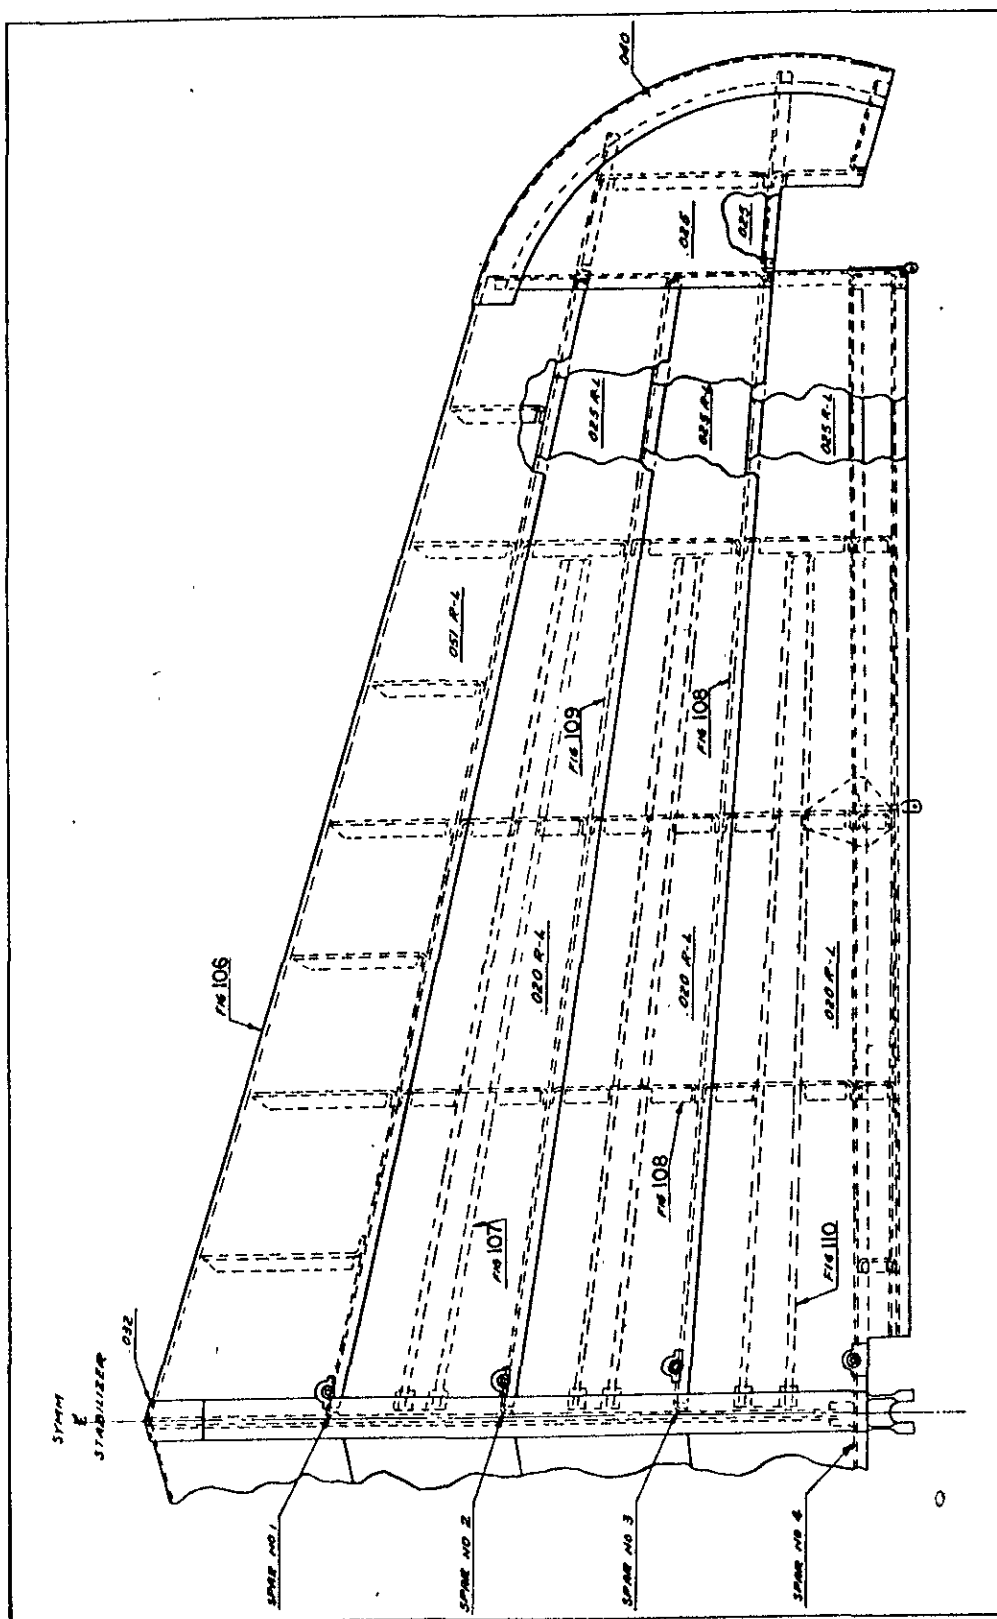 SYMM
℄
STABILIZER
.032
FIG 106
.051 R-L
.040
.026
.025
.025 R-L
.025 R-L
.025 R-L
FIG 109
FIG 108
.020 R-L
.020 R-L
.020 R-L
FIG 107
FIG 108
FIG 110
SPAR NO 1
SPAR NO 2
SPAR NO 3
SPAR NO 4